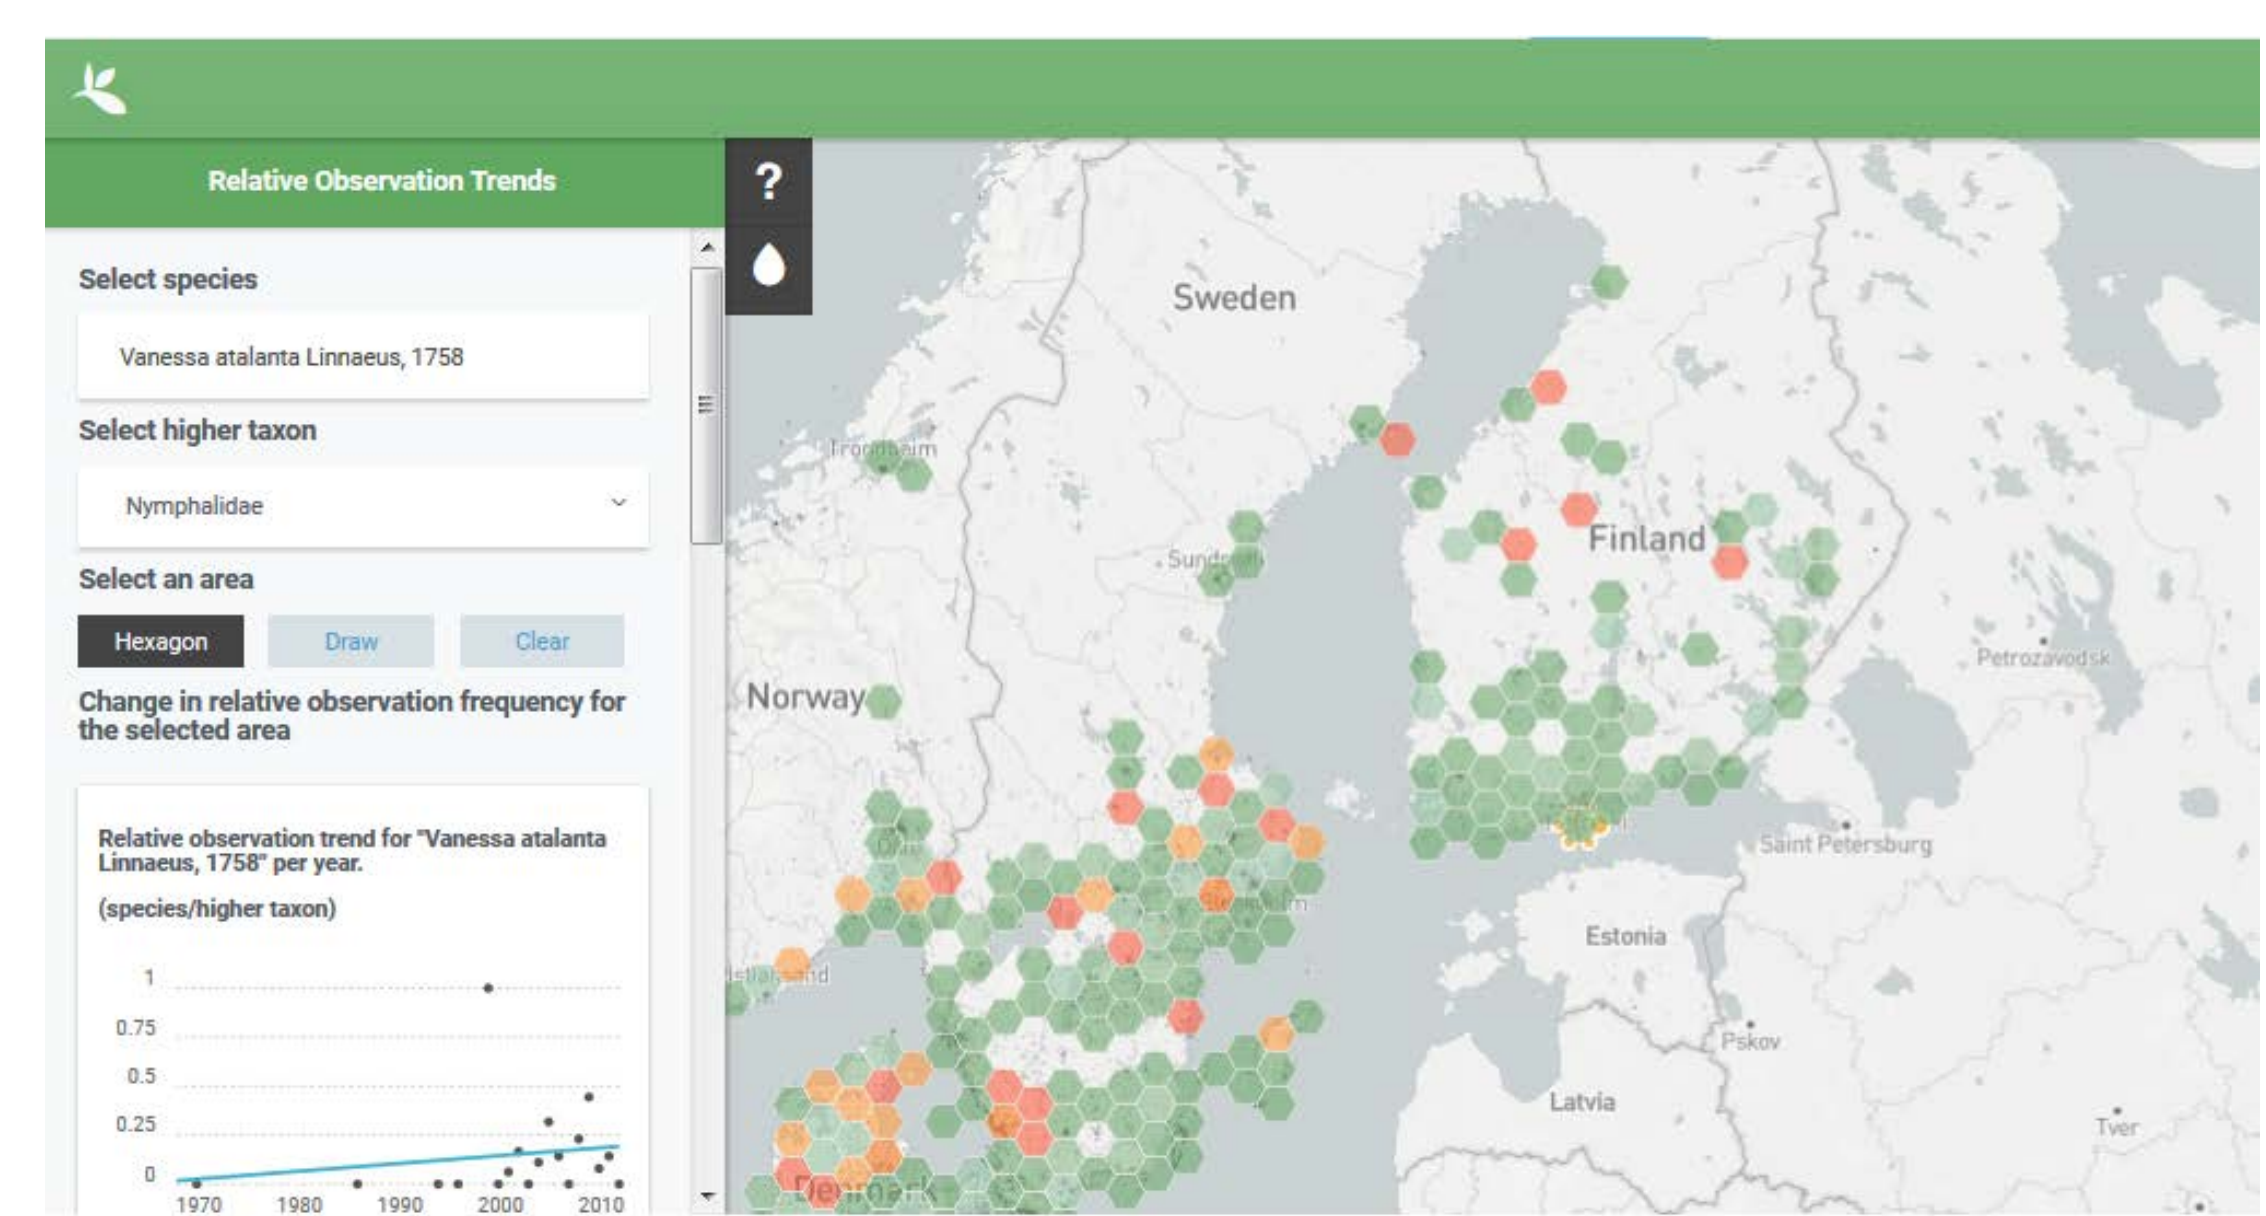 Relative Observation Trends
?
Select species
Vanessa atalanta Linnaeus, 1758
Select higher taxon
Nymphalidae
Select an area
Hexagon
Draw
Clear
Change in relative observation frequency for
the selected area
Relative observation trend for "Vanessa atalanta
Linnaeus, 1758" per year.
(species/higher taxon)
1
0.75
0.5
0.25
0
1970
1980
1990
2000
2010
Sweden
Trondheim
Finland
Petrozavodsk
Norway
Saint Petersburg
Estonia
Pskov
Latvia
Tver
Denmark